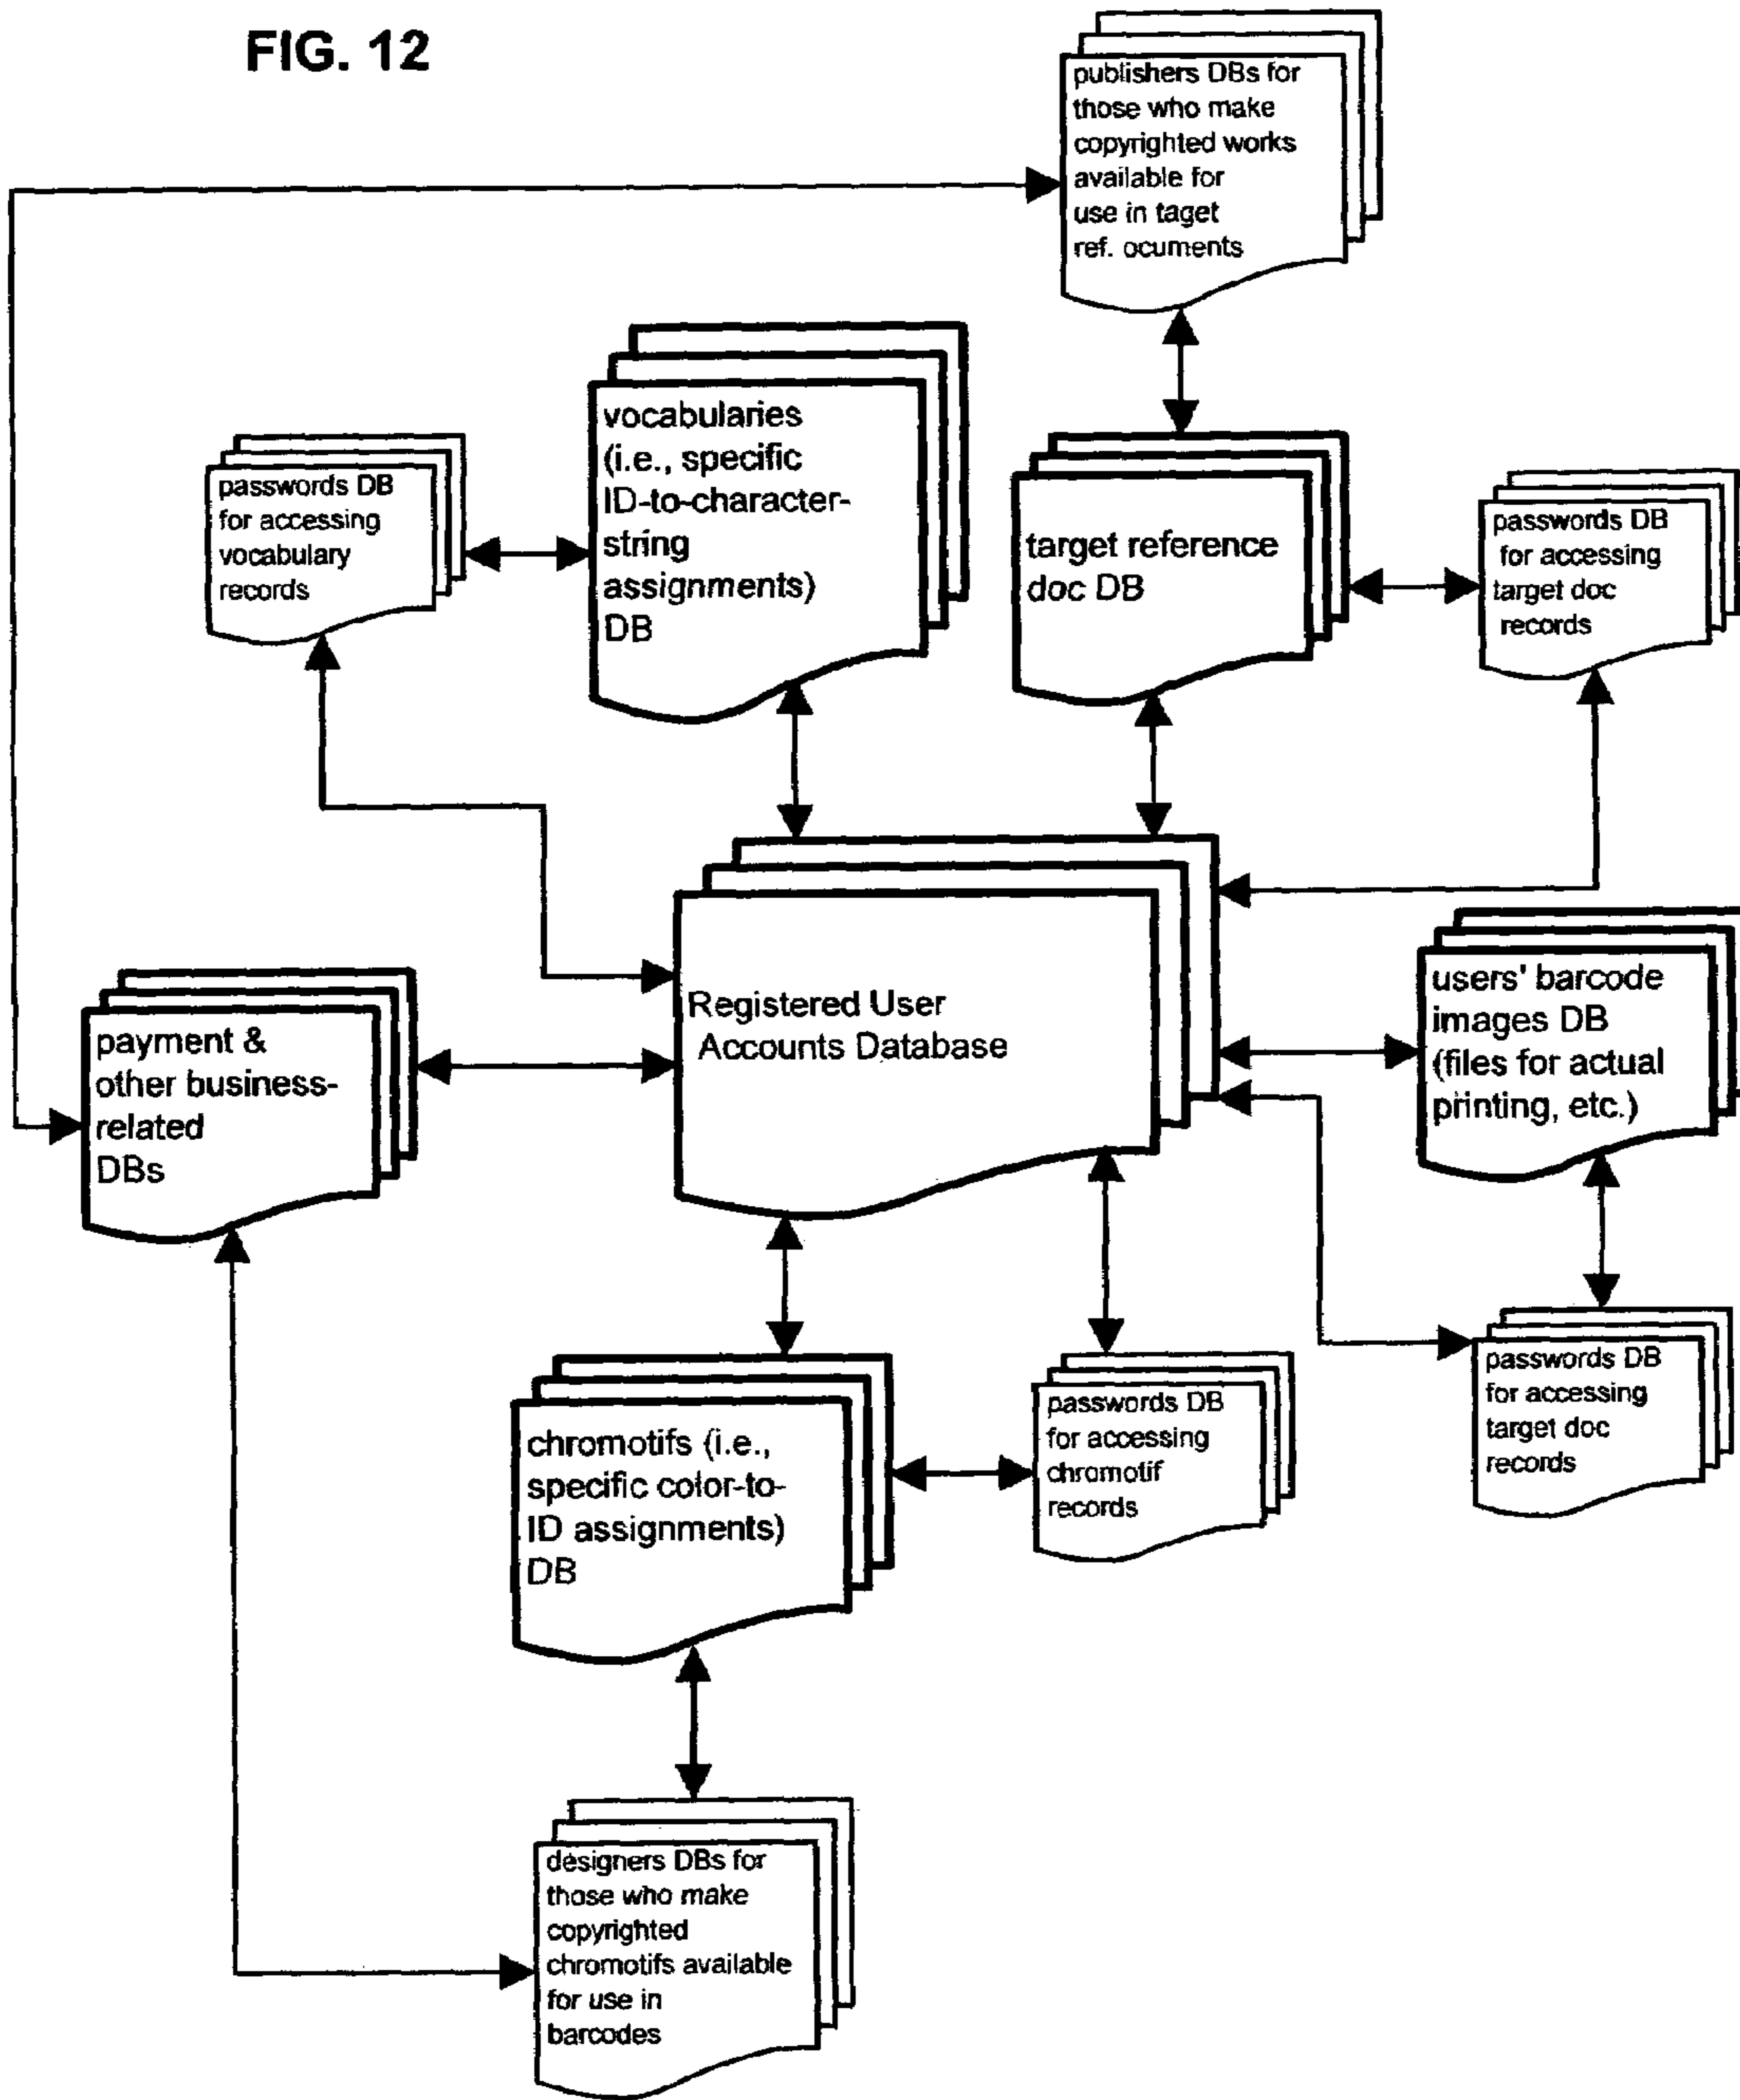 FIG. 12
publishers DBs for
those who make
copyrighted works
available for
use in taget
ref. ocuments
vocabularies
(i.e., specific
ID-to-character-
string
assignments)
DB
passwords DB
for accessing
vocabulary
records
target reference
doc DB
passwords DB
for accessing
target doc
records
Registered User
Accounts Database
users' barcode
images DB
(files for actual
printing, etc.)
payment &
other business-
related
DBs
passwords DB
for accessing
target doc
records
chromotifs (i.e.,
specific color-to-
ID assignments)
DB
passwords DB
for accessing
chromotif
records
designers DBs for
those who make
copyrighted
chromotifs available
for use in
barcodes